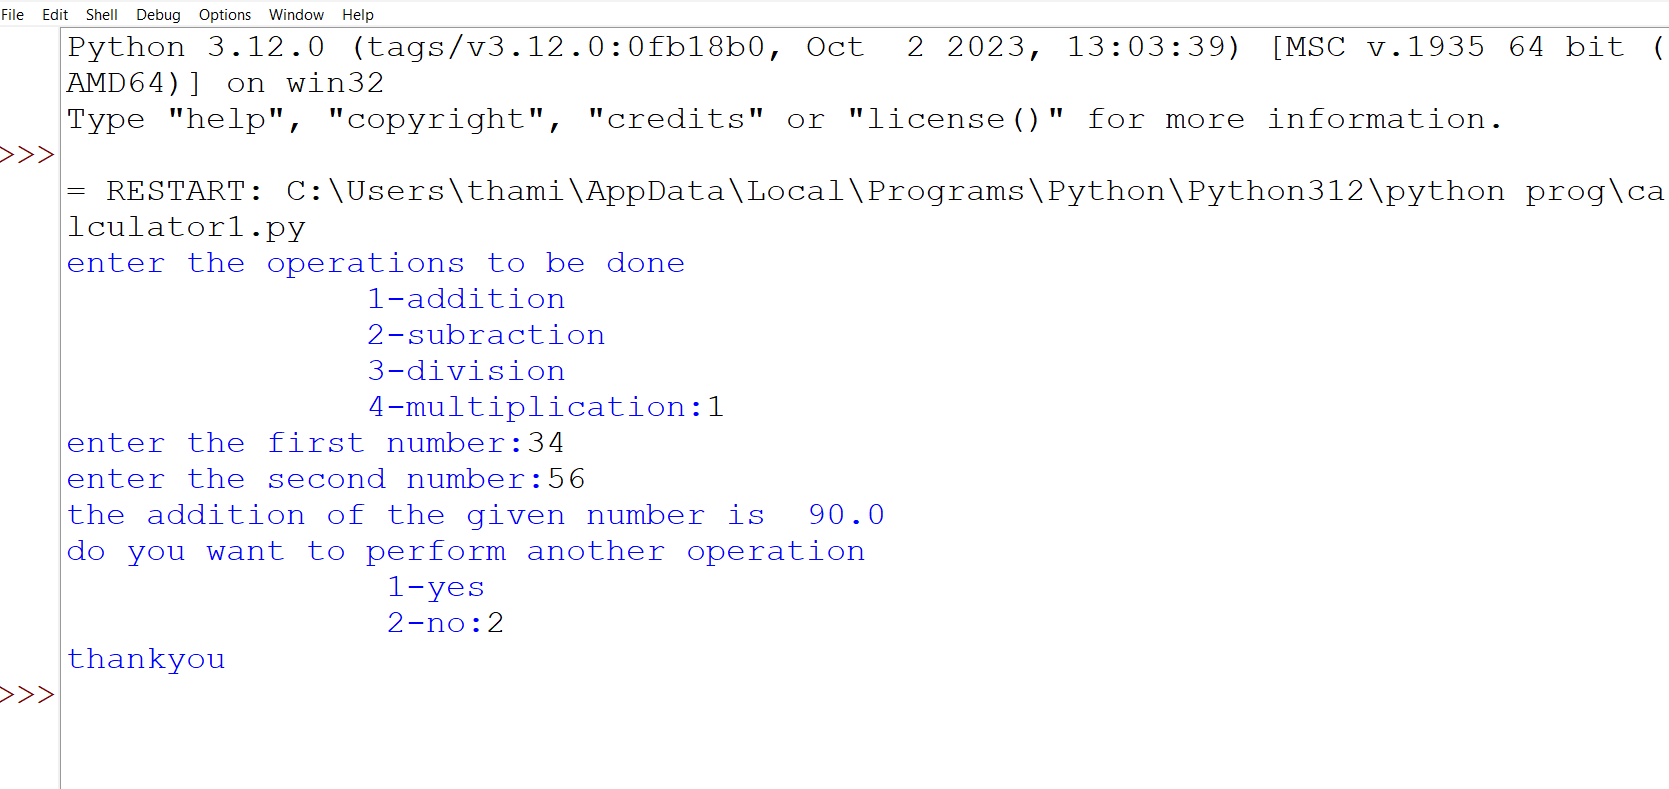 File Edit Shell Debug Options Window Help
Python 3.12.0 (tags/v3.12.0:0fb18b0, Oct  2 2023, 13:03:39) [MSC v.1935 64 bit (
AMD64)] on win32
Type "help", "copyright", "credits" or "license()" for more information.
>>>
= RESTART: C:\Users\thami\AppData\Local\Programs\Python\Python312\python prog\ca
lculator1.py
enter the operations to be done
               1-addition
               2-subraction
               3-division
               4-multiplication:1
enter the first number:34
enter the second number:56
the addition of the given number is  90.0
do you want to perform another operation
                1-yes
                2-no:2
thankyou
>>>